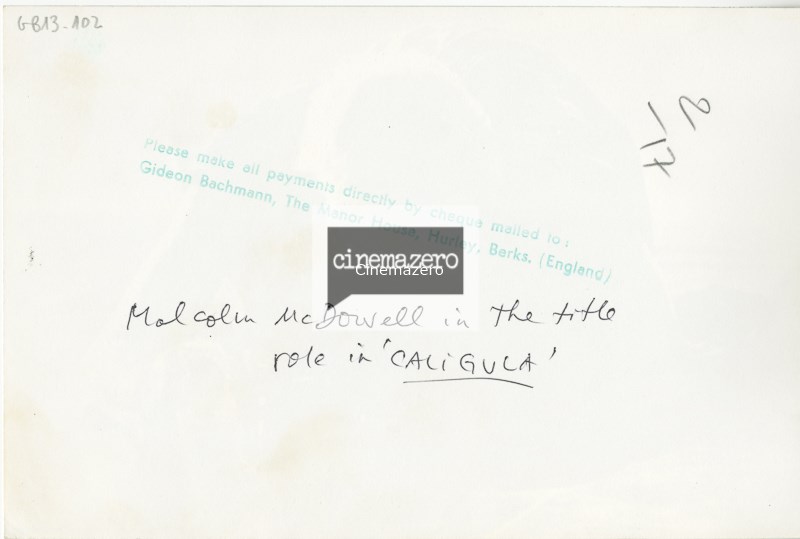 GB13-102
Please make all payments directly by cheque mailed to:
Gideon Bachmann, The Manor House, Hurley, Berks. (England)
cinemazero
Cinemazero
Malcolm McDowell in the title
role in 'CALiGULA'